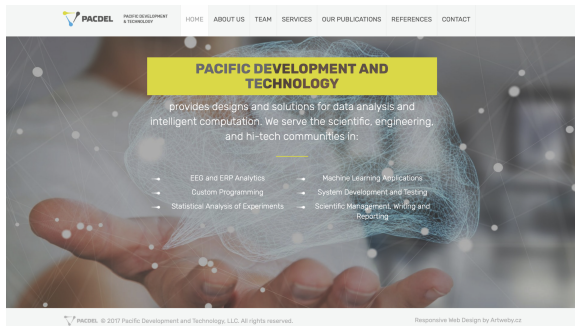 PACDEL PACIFIC DEVELOPMENT
& TECHNOLOGY
HOME ABOUT US TEAM SERVICES OUR PUBLICATIONS REFERENCES CONTACT
PACIFIC DEVELOPMENT AND
TECHNOLOGY
provides designs and solutions for data analysis and
intelligent computation. We serve the scientific, engineering,
and hi-tech communities in:
EEG and ERP Analytics
Custom Programming
Statistical Analysis of Experiments
Machine Learning Applications
System Development and Testing
Scientific Management, Writing and
Reporting
PACDEL © 2017 Pacific Development and Technology, LLC. All rights reserved.
Responsive Web Design by Artweby.cz